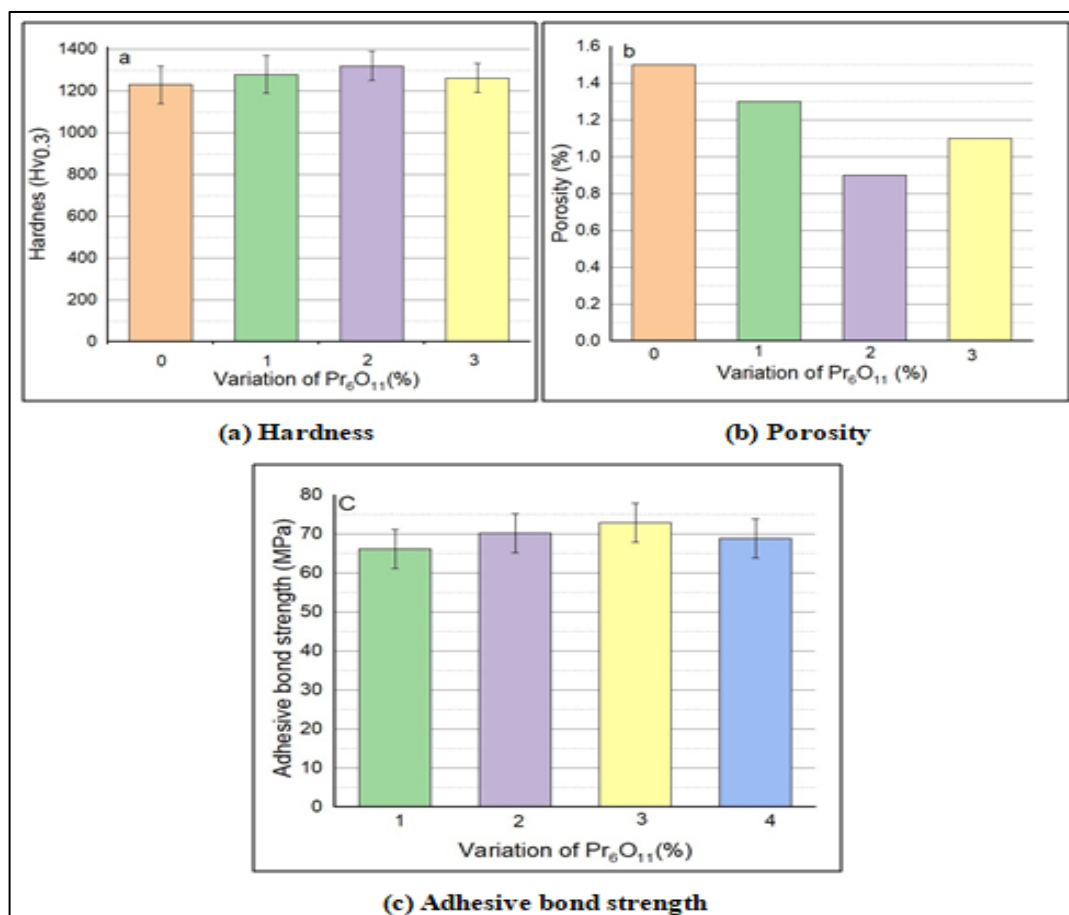 a
1400
1200
1000
800
600
400
200
0
Hardnes (Hv0.3)
0 1 2 3
Variation of Pr₆O₁₁(%)
b
1.6
1.4
1.2
1.0
0.8
0.6
0.4
0.2
0.0
Porosity (%)
0 1 2 3
Variation of Pr₆O₁₁ (%)
(a) Hardness
(b) Porosity
C
80
70
60
50
40
30
20
10
0
Adhesive bond strength (MPa)
1 2 3 4
Variation of Pr₆O₁₁(%)
(c) Adhesive bond strength